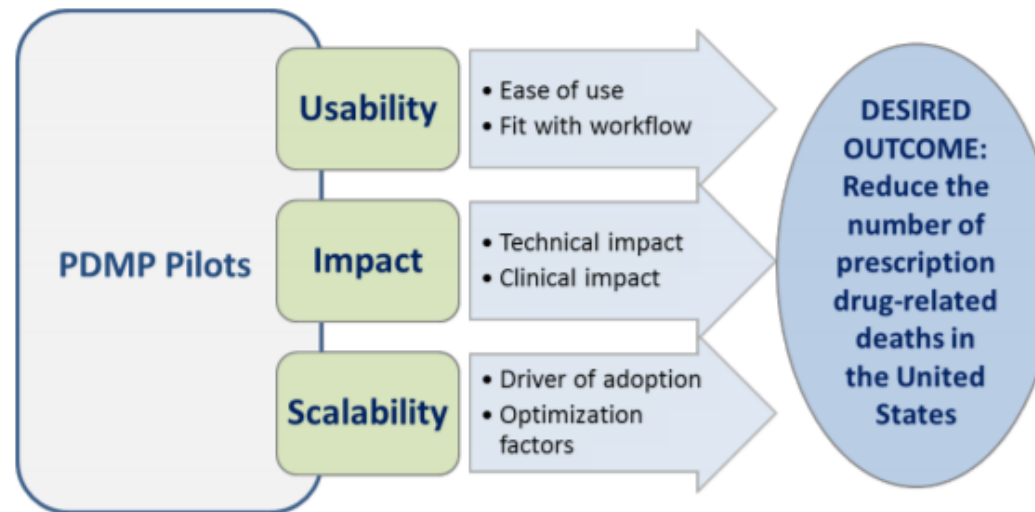 PDMP Pilots
Usability
• Ease of use
• Fit with workflow
Impact
• Technical impact
• Clinical impact
Scalability
• Driver of adoption
• Optimization
factors
DESIRED
OUTCOME:
Reduce the
number of
prescription
drug-related
deaths in
the United
States